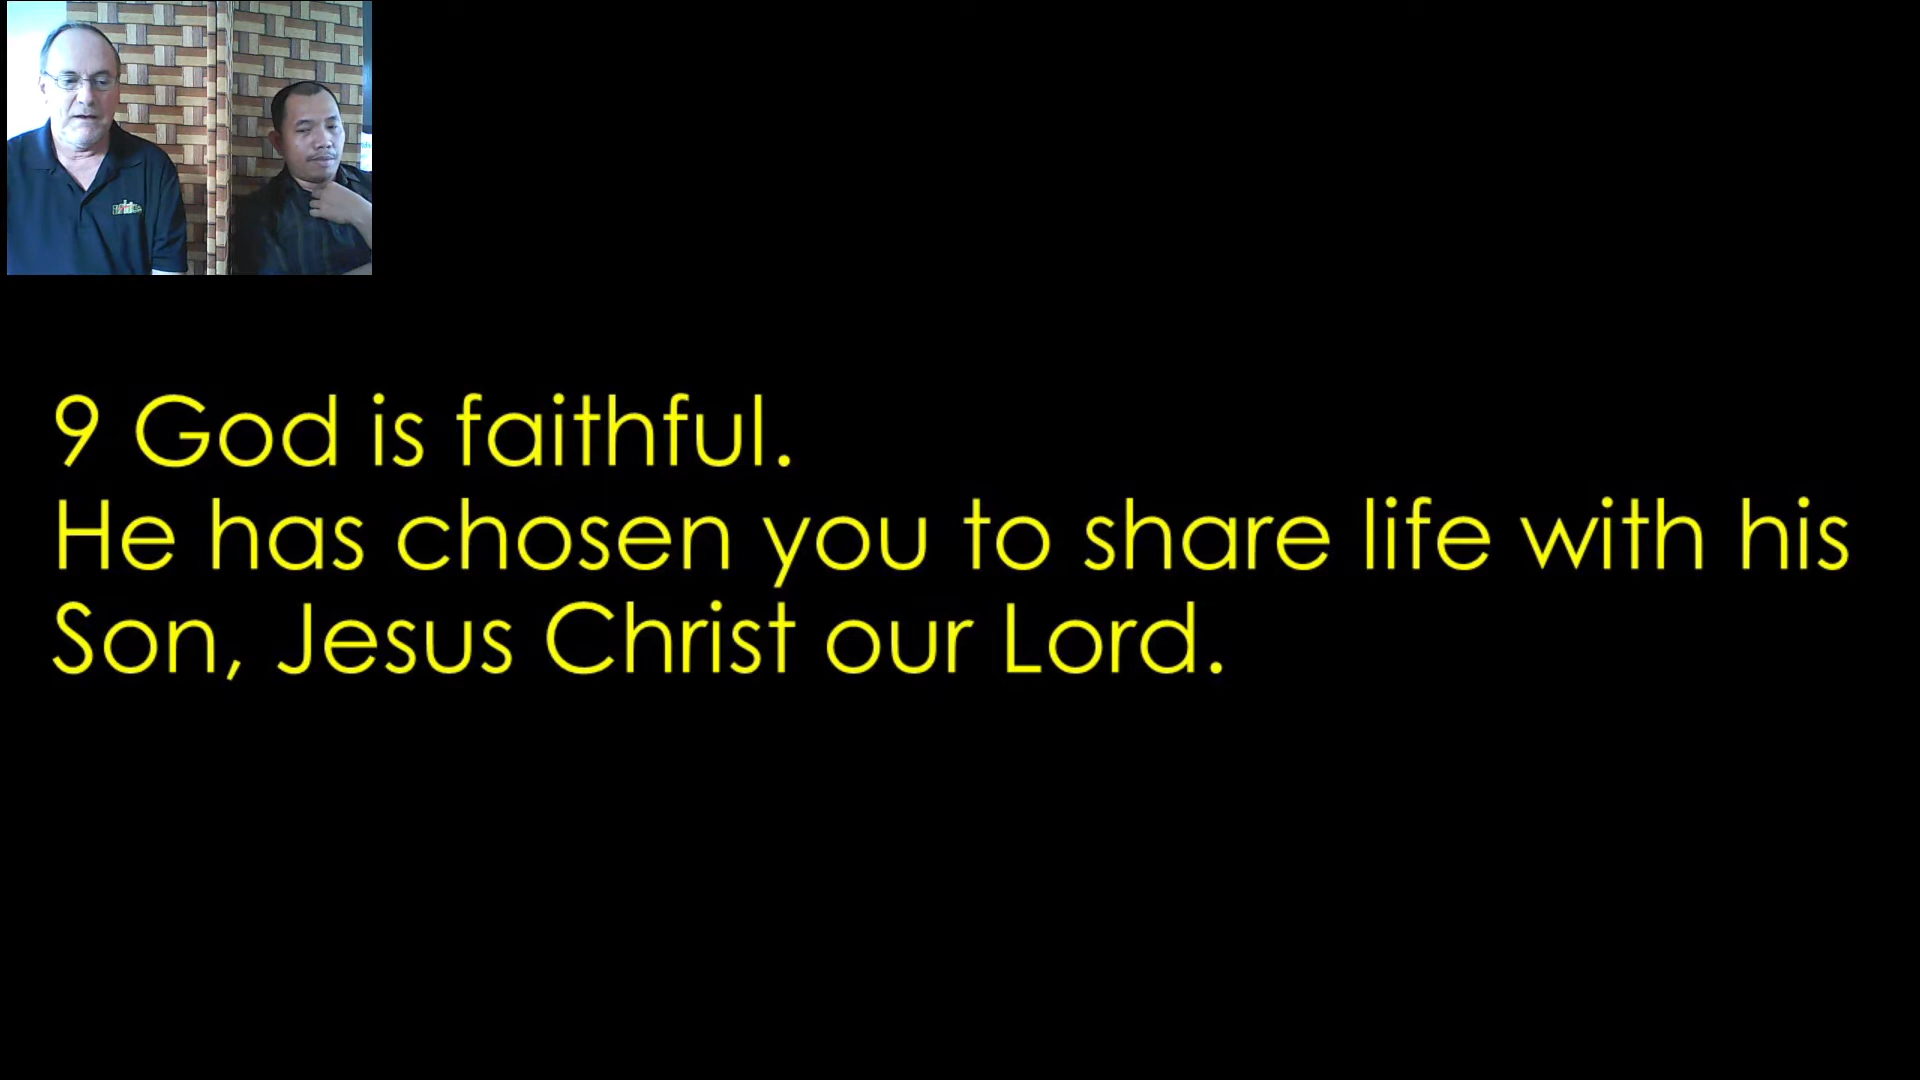 9 God is faithful.
He has chosen you to share life with his
Son, Jesus Christ our Lord.